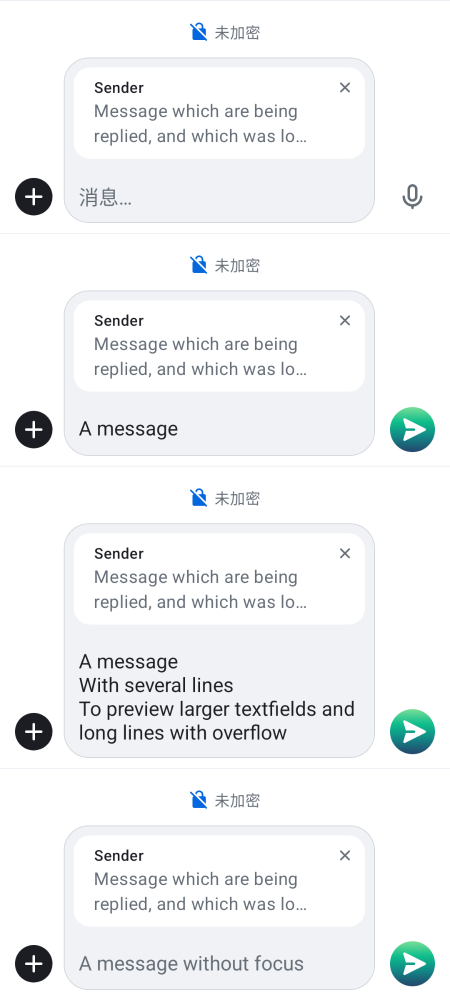 未加密
Sender
Message which are being
replied, and which was lo…
消息…
未加密
Sender
Message which are being
replied, and which was lo…
A message
未加密
Sender
Message which are being
replied, and which was lo…
A message
With several lines
To preview larger textfields and
long lines with overflow
未加密
Sender
Message which are being
replied, and which was lo…
A message without focus